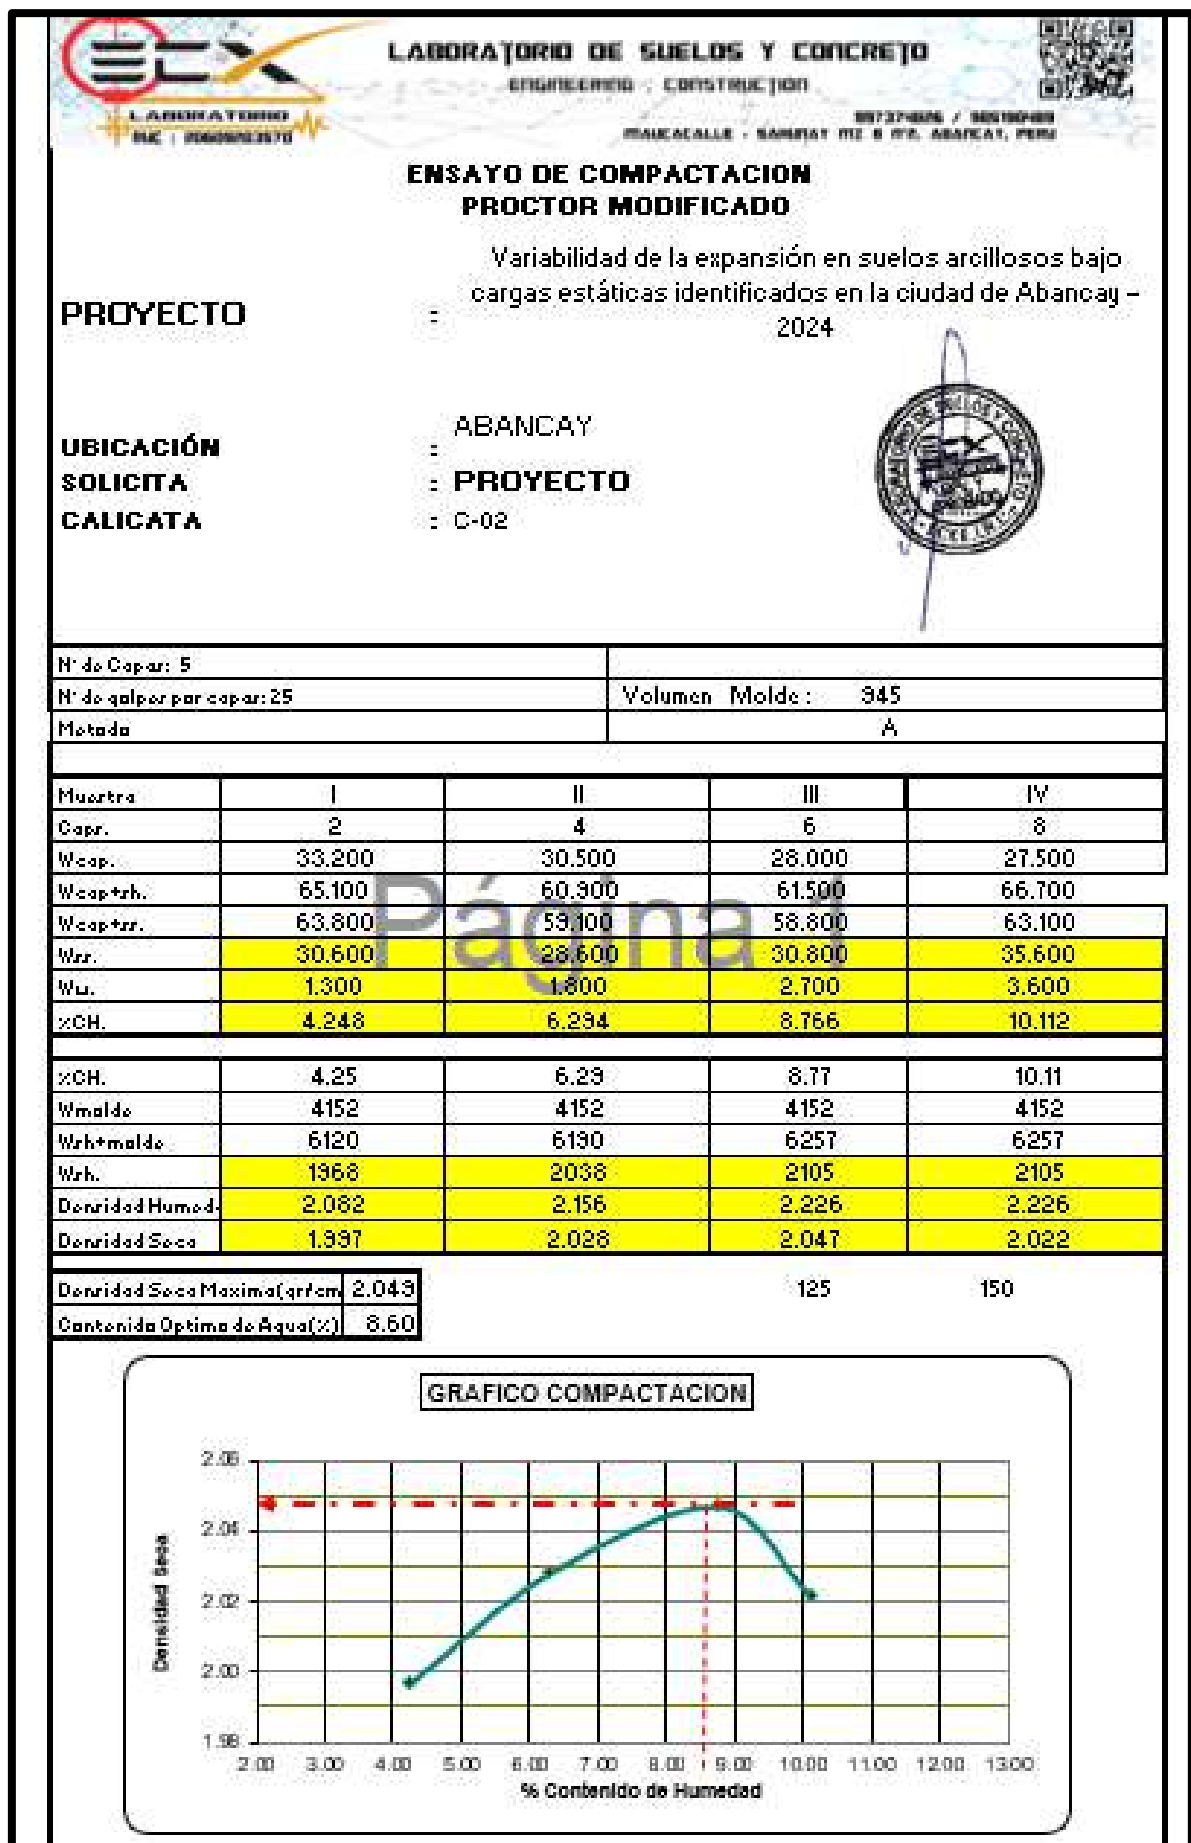 LABORATORIO DE SUELOS Y CONCRETO
ENGINEERING : CONSTRUCTION
LABORATORIO
ENSAYO DE COMPACTACION
PROCTOR MODIFICADO
PROYECTO : Variabilidad de la expansión en suelos arcillosos bajo
cargas estáticas identificados en la ciudad de Abancay –
2024
UBICACIÓN : ABANCAY
SOLICITA : PROYECTO
CALICATA : C-02
N° de Capas: 5
N° de golpes por capas: 25 Volumen Molde : 945
Metodo A
Muestra I II III IV
Caps. 2 4 6 8
Wcap. 33.200 30.500 28.000 27.500
Wcap+sh. 65.100 60.900 61.500 66.700
Wcap+ss. 63.800 59.100 58.800 63.100
Wss. 30.600 28.600 30.800 35.600
1.300 1.800 2.700 3.600
%CH. 4.248 6.294 8.766 10.112
Página 1
%CH. 4.25 6.29 8.77 10.11
Wmolde 4152 4152 4152 4152
Wsh+molde 6120 6190 6257 6257
Wsh. 1968 2038 2105 2105
Densidad Humed 2.082 2.156 2.226 2.226
Densidad Seca 1.997 2.028 2.047 2.022
Densidad Seca Maxima(gr/cm 2.049 125 150
Contenido Optimo de Agua(%) 8.60
GRAFICO COMPACTACION
Densidad Seca
2.06
2.04
2.02
2.00
1.98
2.00 3.00 4.00 5.00 6.00 7.00 8.00 9.00 10.00 11.00 12.00 13.00
% Contenido de Humedad